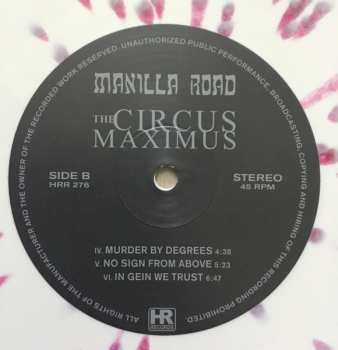 ALL RIGHTS OF THE MANUFACTURER AND THE OWNER OF THE RECORDED WORK RESERVED. UNAUTHORIZED PUBLIC PERFORMANCE, BROADCASTING, COPYING AND HIRING OF THIS RECORDING PROHIBITED.
MANILLA ROAD
THE CIRCUS
MAXIMUS
SIDE B
HRR 276
STEREO
45 RPM
IV. MURDER BY DEGREES 4:38
V. NO SIGN FROM ABOVE 5:23
VI. IN GEIN WE TRUST 6:47
HR
RECORDS